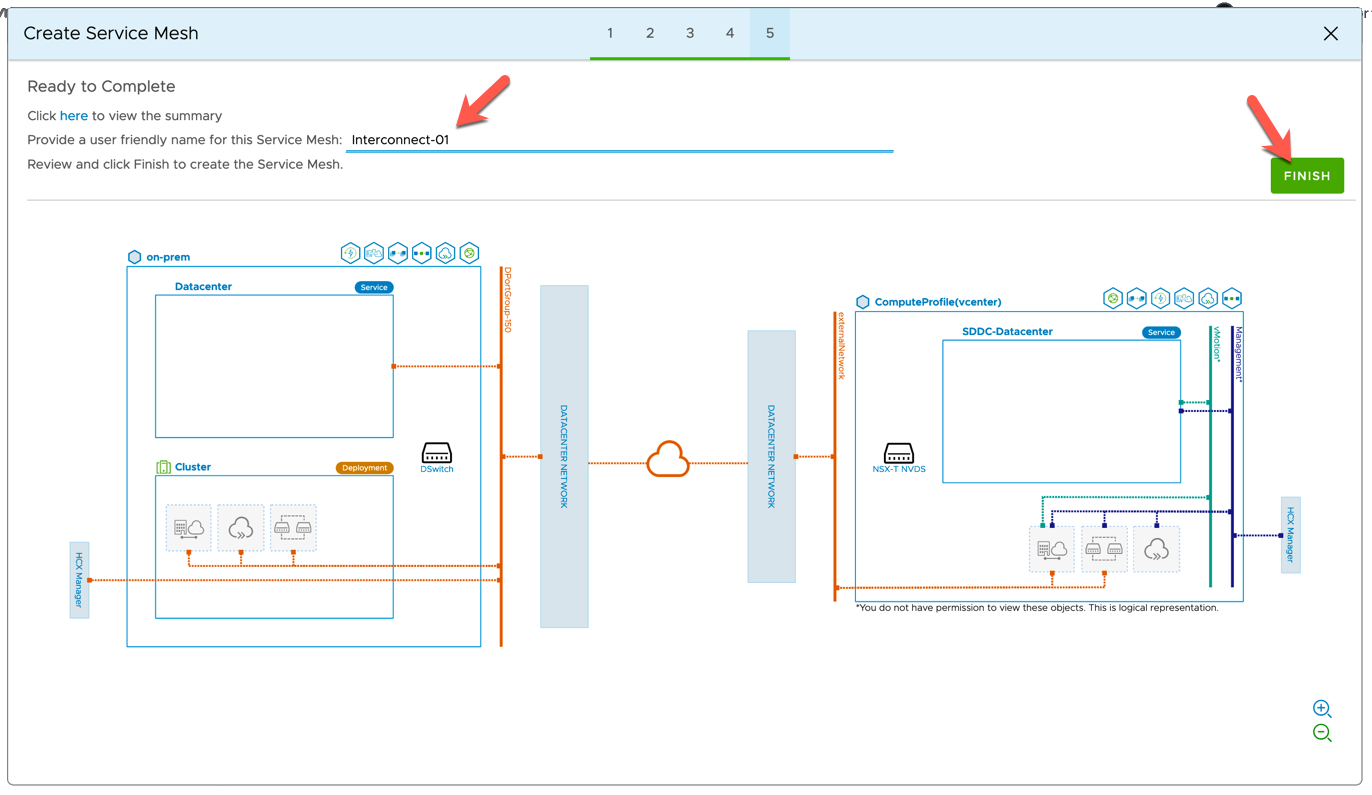 Create Service Mesh
1
2
3
4
5
Ready to Complete
Click here to view the summary
Provide a user friendly name for this Service Mesh: Interconnect-01
Review and click Finish to create the Service Mesh.
FINISH
on-prem
Datacenter
Service
DPortGroup-150
DATACENTER NETWORK
DSwitch
Cluster
Deployment
HCX Manager
DATACENTER NETWORK
externalNetwork
ComputeProfile(vcenter)
SDDC-Datacenter
Service
vMotion*
Management*
NSX-T NVDS
HCX Manager
*You do not have permission to view these objects. This is logical representation.